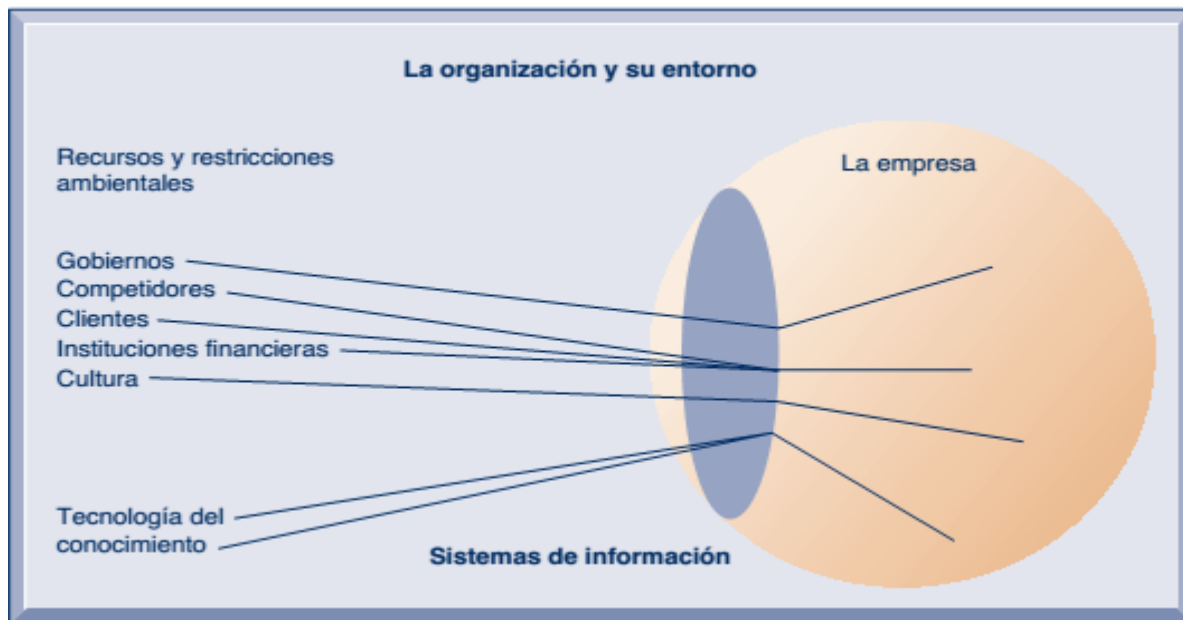 La organización y su entorno
Recursos y restricciones
ambientales
La empresa
Gobiernos
Competidores
Clientes
Instituciones financieras
Cultura
Tecnología del
conocimiento
Sistemas de información